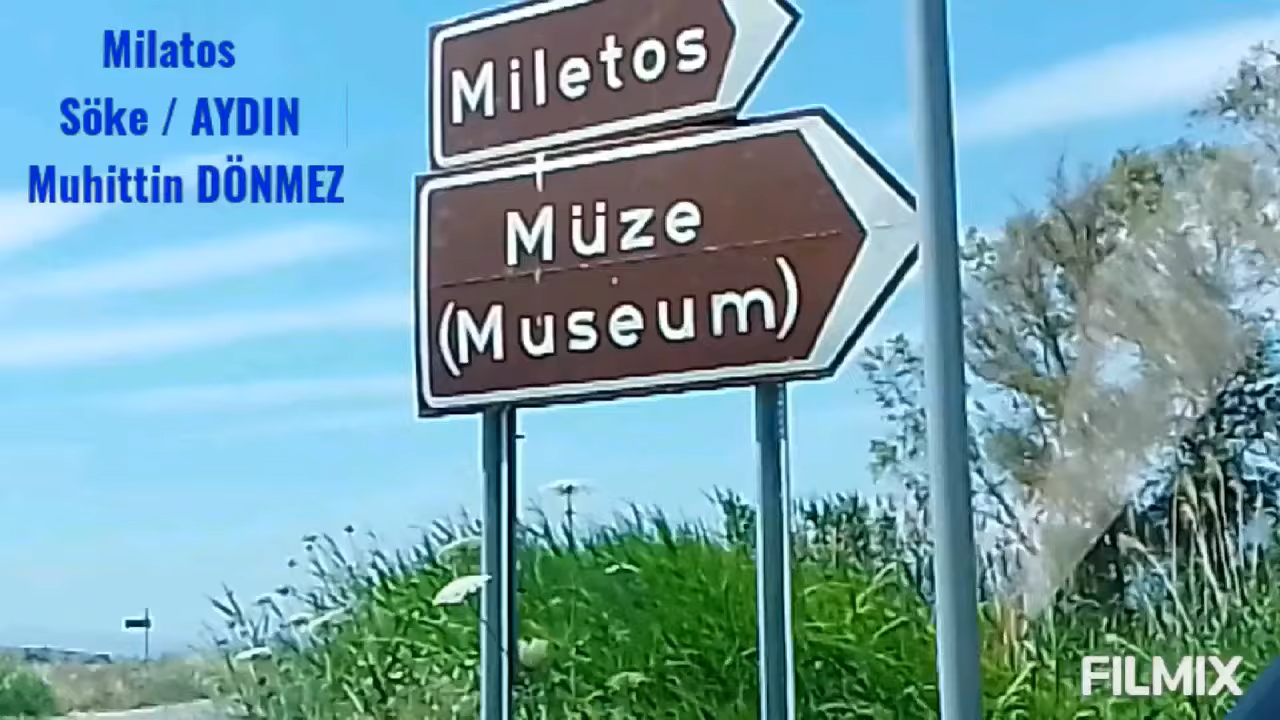 Milatos
Söke / AYDIN
Muhittin DÖNMEZ
Miletos
Müze
(Museum)
FILMIX